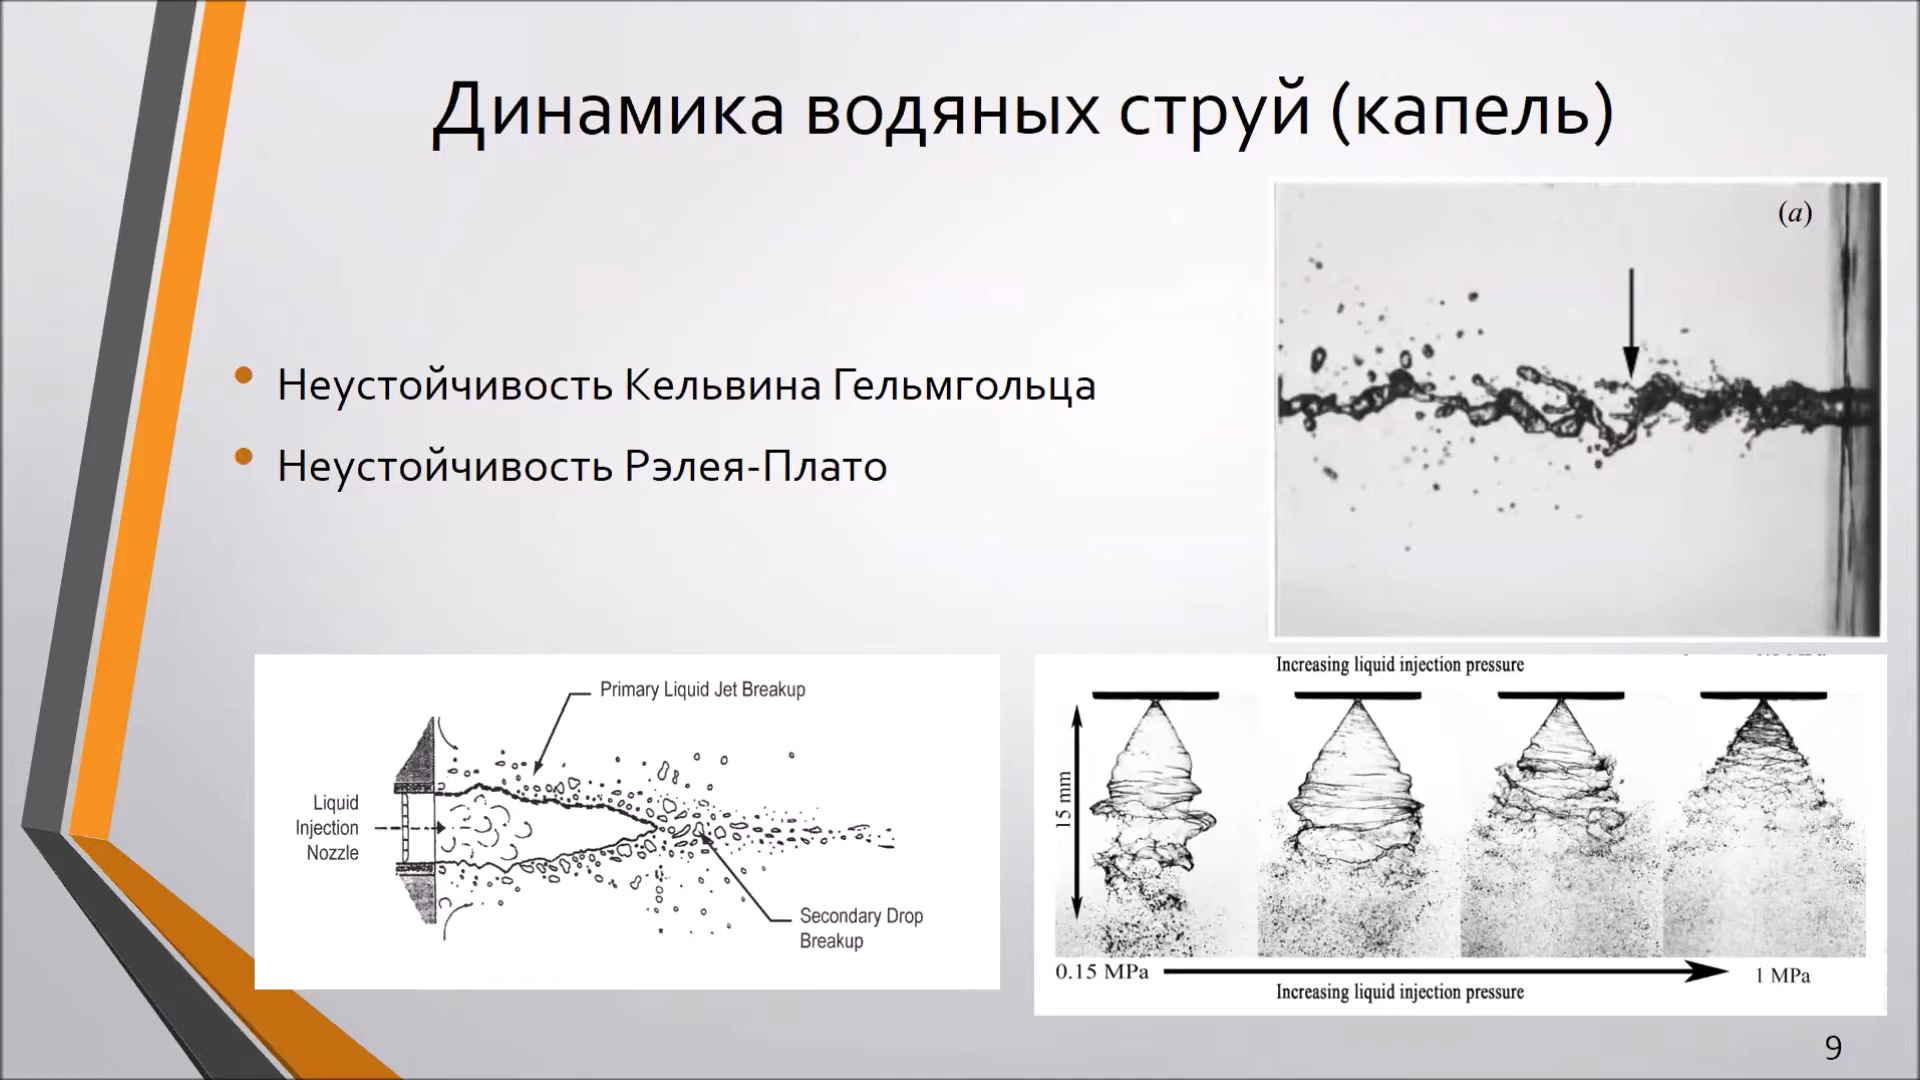 Динамика водяных струй (капель)
Неустойчивость Кельвина Гельмгольца
Неустойчивость Рэлея-Плато
(a)
Primary Liquid Jet Breakup
Liquid
Injection
Nozzle
Secondary Drop
Breakup
Increasing liquid injection pressure
15 mm
0.15 MPa
1 MPa
Increasing liquid injection pressure
9